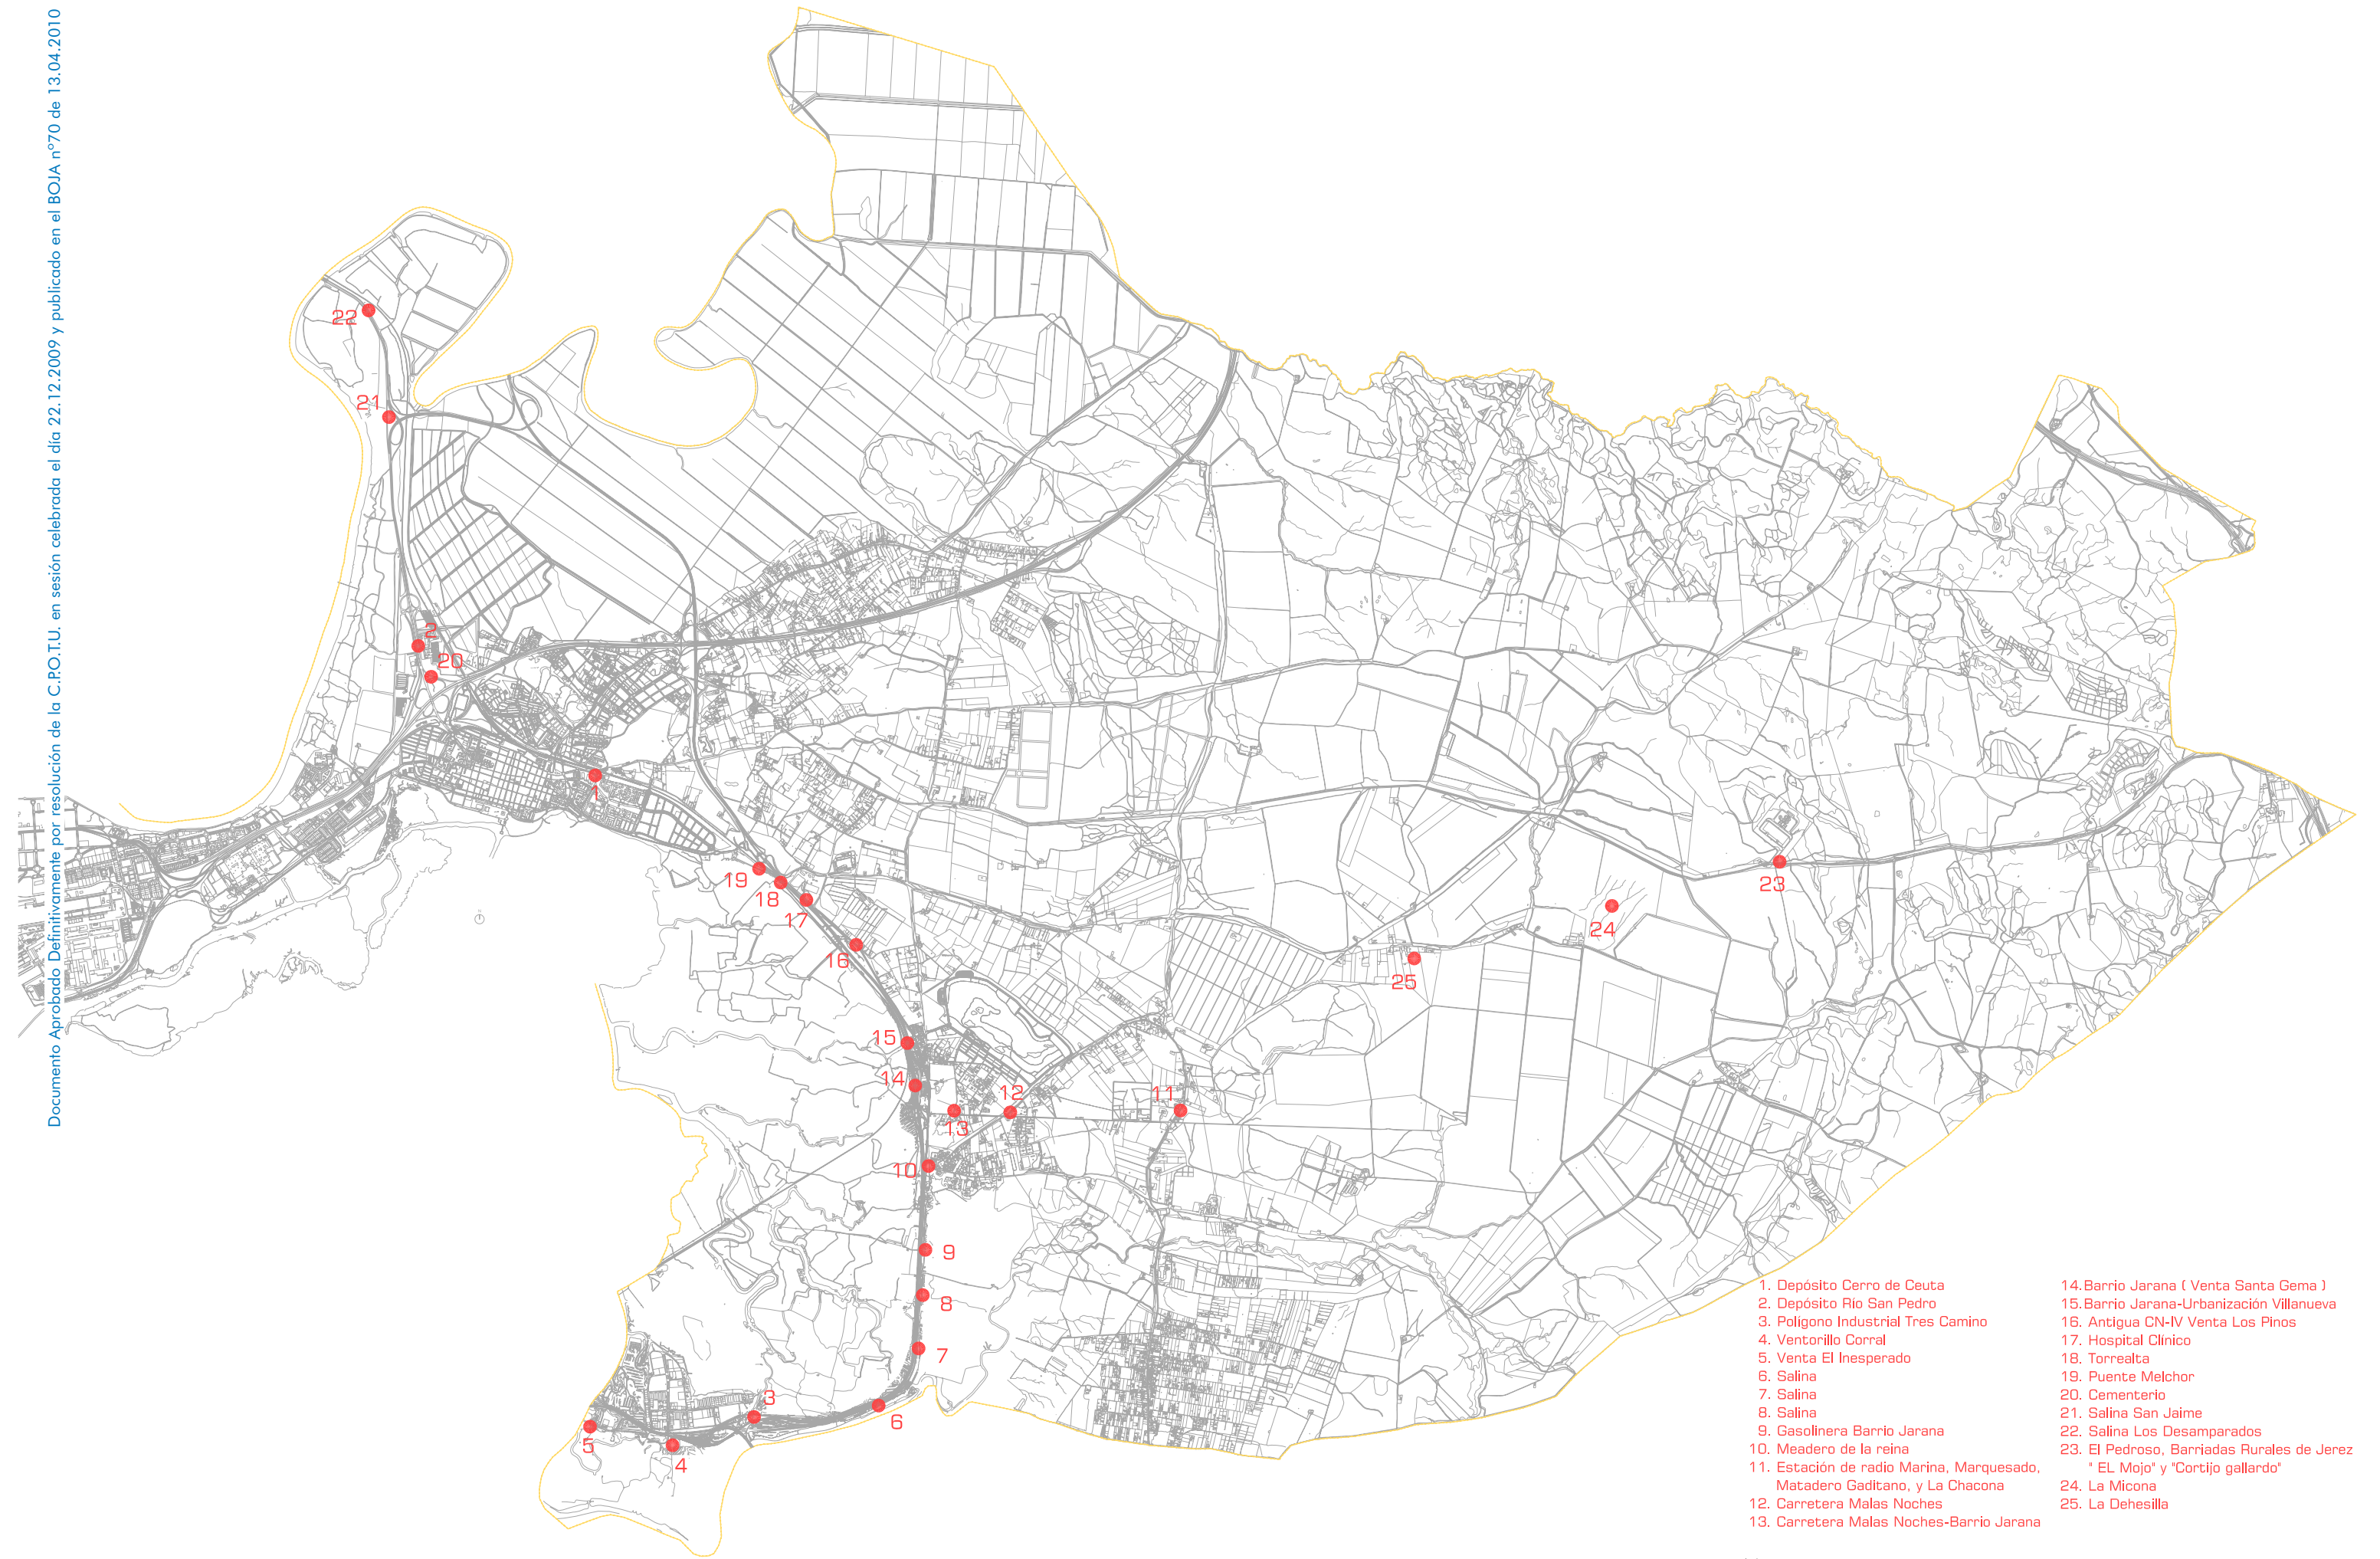 Documento Aprobado Definitivamente por resolución de la C.P.O.T.U. en sesión celebrada el día 22.12.2009 y publicado en el BOJA nº70 de 13.04.2010
22
21
2
20
1
19
18
17
16
15
14
13
12
11
10
9
8
7
6
3
4
5
23
24
25
1. Depósito Cerro de Ceuta
2. Depósito Rio San Pedro
3. Poligono Industrial Tres Camino
4. Ventorillo Corral
5. Venta El Inesperado
6. Salina
7. Salina
8. Salina
9. Gasolinera Barrio Jarana
10. Meadero de la reina
11. Estación de radio Marina, Marquesado,
Matadero Gaditano, y La Chacona
12. Carretera Malas Noches
13. Carretera Malas Noches-Barrio Jarana
14.Barrio Jarana ( Venta Santa Gema )
15.Barrio Jarana-Urbanización Villanueva
16. Antigua CN-IV Venta Los Pinos
17. Hospital Clínico
18. Torrealta
19. Puente Melchor
20. Cementerio
21. Salina San Jaime
22. Salina Los Desamparados
23. El Pedroso, Barriadas Rurales de Jerez
" EL Mojo" y "Cortijo gallardo"
24. La Micona
25. La Dehesilla